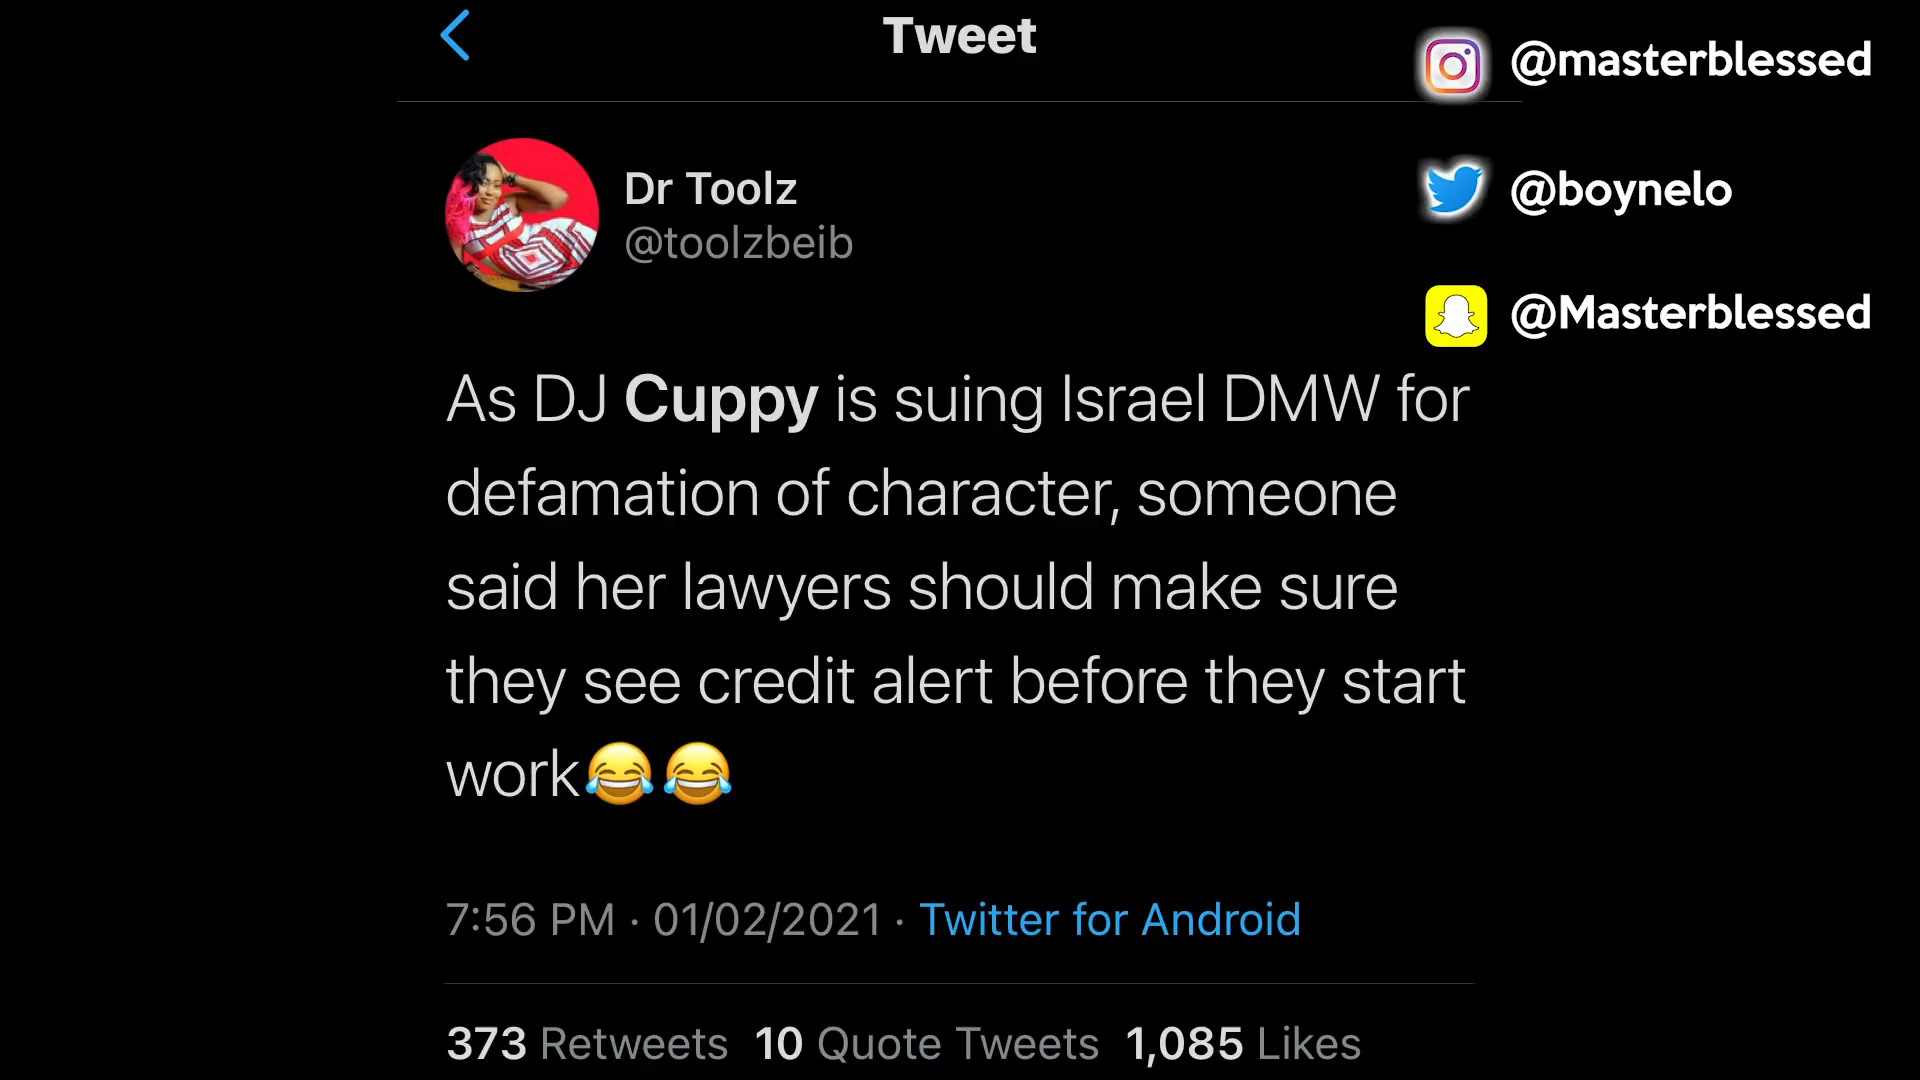 Tweet
@masterblessed
@boynelo
@Masterblessed
Dr Toolz
@toolzbeib
As DJ Cuppy is suing Israel DMW for
defamation of character, someone
said her lawyers should make sure
they see credit alert before they start
work😂😂
7:56 PM · 01/02/2021 · Twitter for Android
373 Retweets 10 Quote Tweets 1,085 Likes